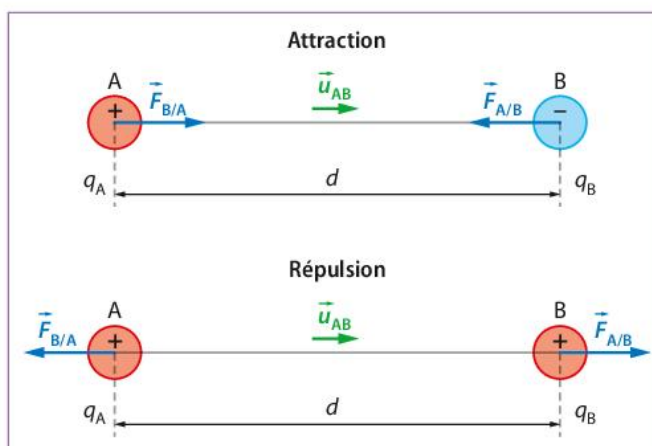 Attraction
A B
+ F⃗B/A u⃗AB F⃗A/B −
qA d qB
Répulsion
A B
F⃗B/A + u⃗AB + F⃗A/B
qA d qB